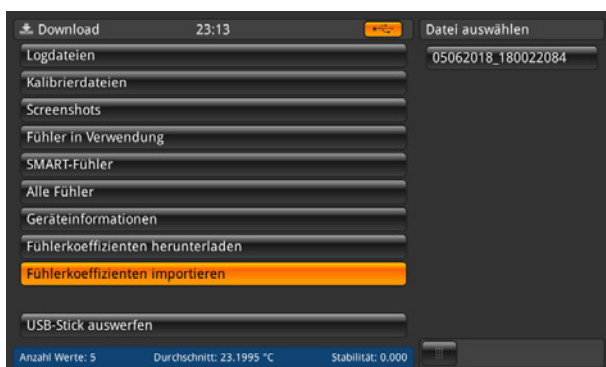 Download 23:13
Datei auswählen
Logdateien
05062018_180022084
Kalibrierdateien
Screenshots
Fühler in Verwendung
SMART-Fühler
Alle Fühler
Geräteinformationen
Fühlerkoeffizienten herunterladen
Fühlerkoeffizienten importieren
USB-Stick auswerfen
Anzahl Werte: 5 Durchschnitt: 23.1995 °C Stabilität: 0.000